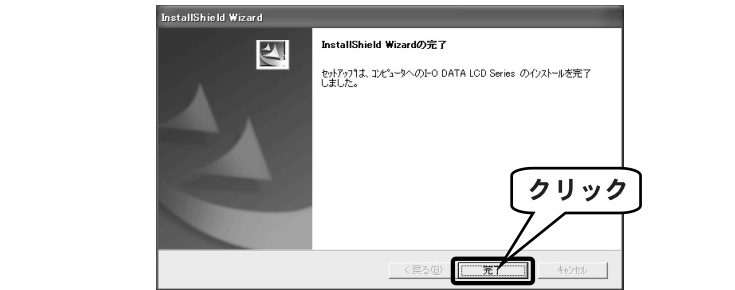 InstallShield Wizard
InstallShield Wizardの完了
セットアップは、コンピュータへのI-O DATA LCD Series のインストールを完了
しました。
クリック
< 戻る(B)
完了
キャンセル